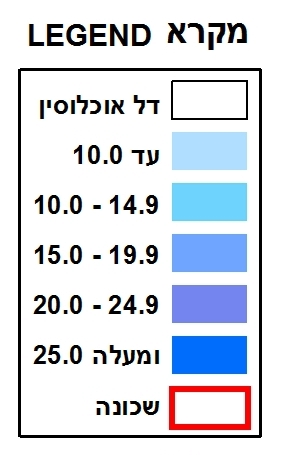 מקרא LEGEND
דל אוכלוסין
עד 10.0
10.0 - 14.9
15.0 - 19.9
20.0 - 24.9
25.0 ומעלה
שכונה